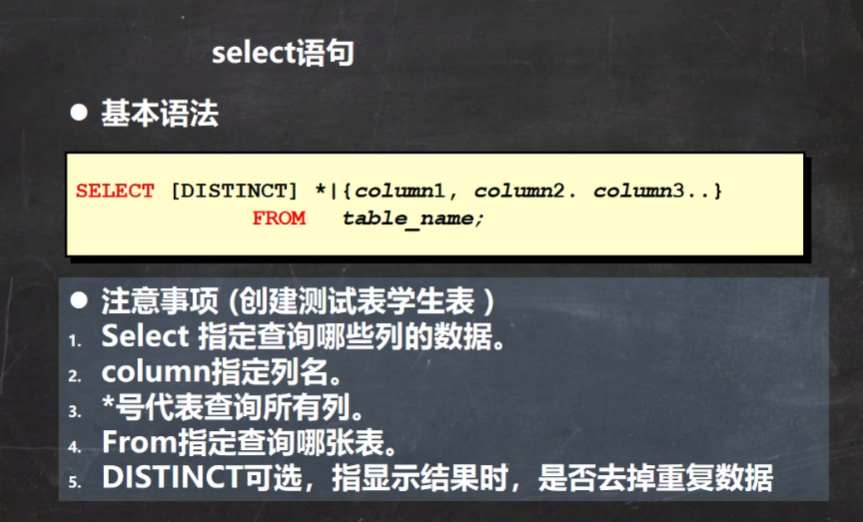 select语句
● 基本语法
SELECT [DISTINCT] *|{column1, column2. column3..}
FROM table_name;
● 注意事项 (创建测试表学生表 )
1. Select 指定查询哪些列的数据。
2. column指定列名。
3. *号代表查询所有列。
4. From指定查询哪张表。
5. DISTINCT可选，指显示结果时，是否去掉重复数据